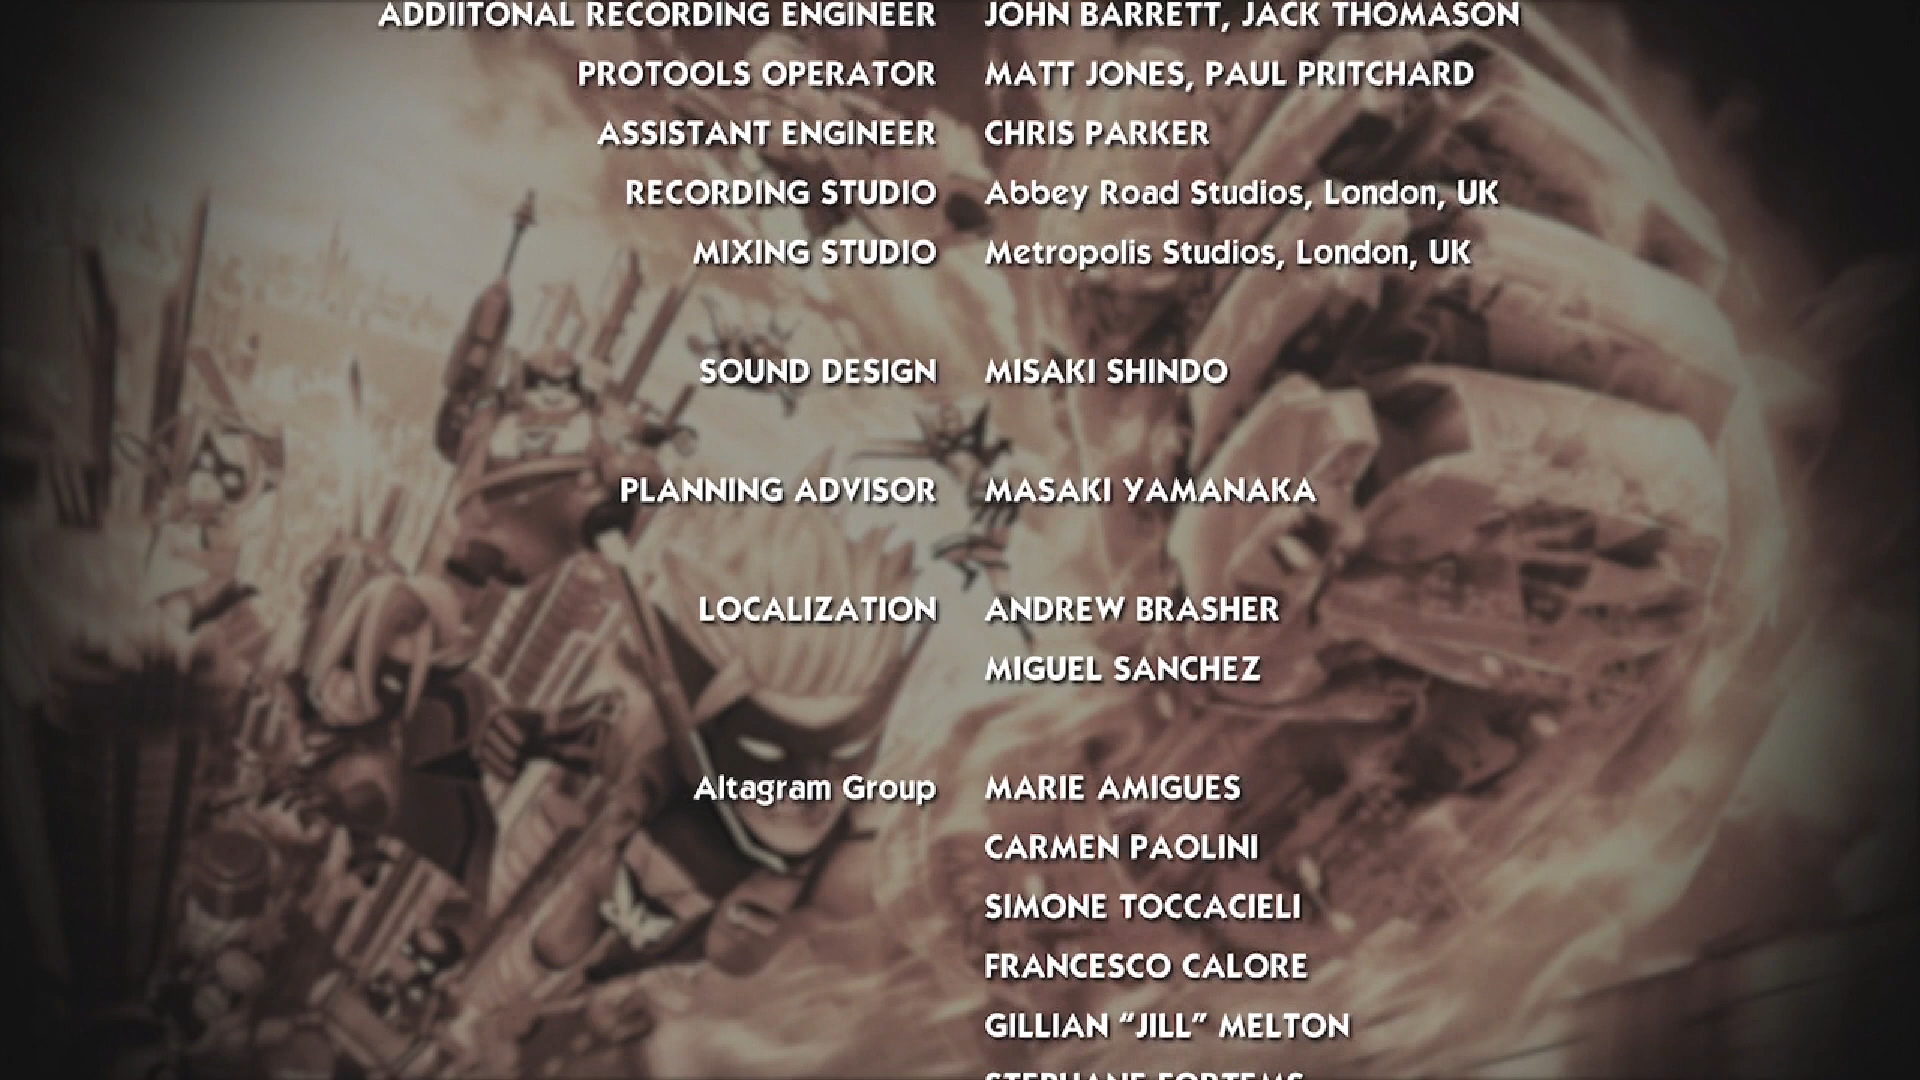 ADDIITONAL RECORDING ENGINEER JOHN BARRETT, JACK THOMASON
PROTOOLS OPERATOR MATT JONES, PAUL PRITCHARD
ASSISTANT ENGINEER CHRIS PARKER
RECORDING STUDIO Abbey Road Studios, London, UK
MIXING STUDIO Metropolis Studios, London, UK
SOUND DESIGN MISAKI SHINDO
PLANNING ADVISOR MASAKI YAMANAKA
LOCALIZATION ANDREW BRASHER
MIGUEL SANCHEZ
Altagram Group MARIE AMIGUES
CARMEN PAOLINI
SIMONE TOCCACIELI
FRANCESCO CALORE
GILLIAN “JILL” MELTON